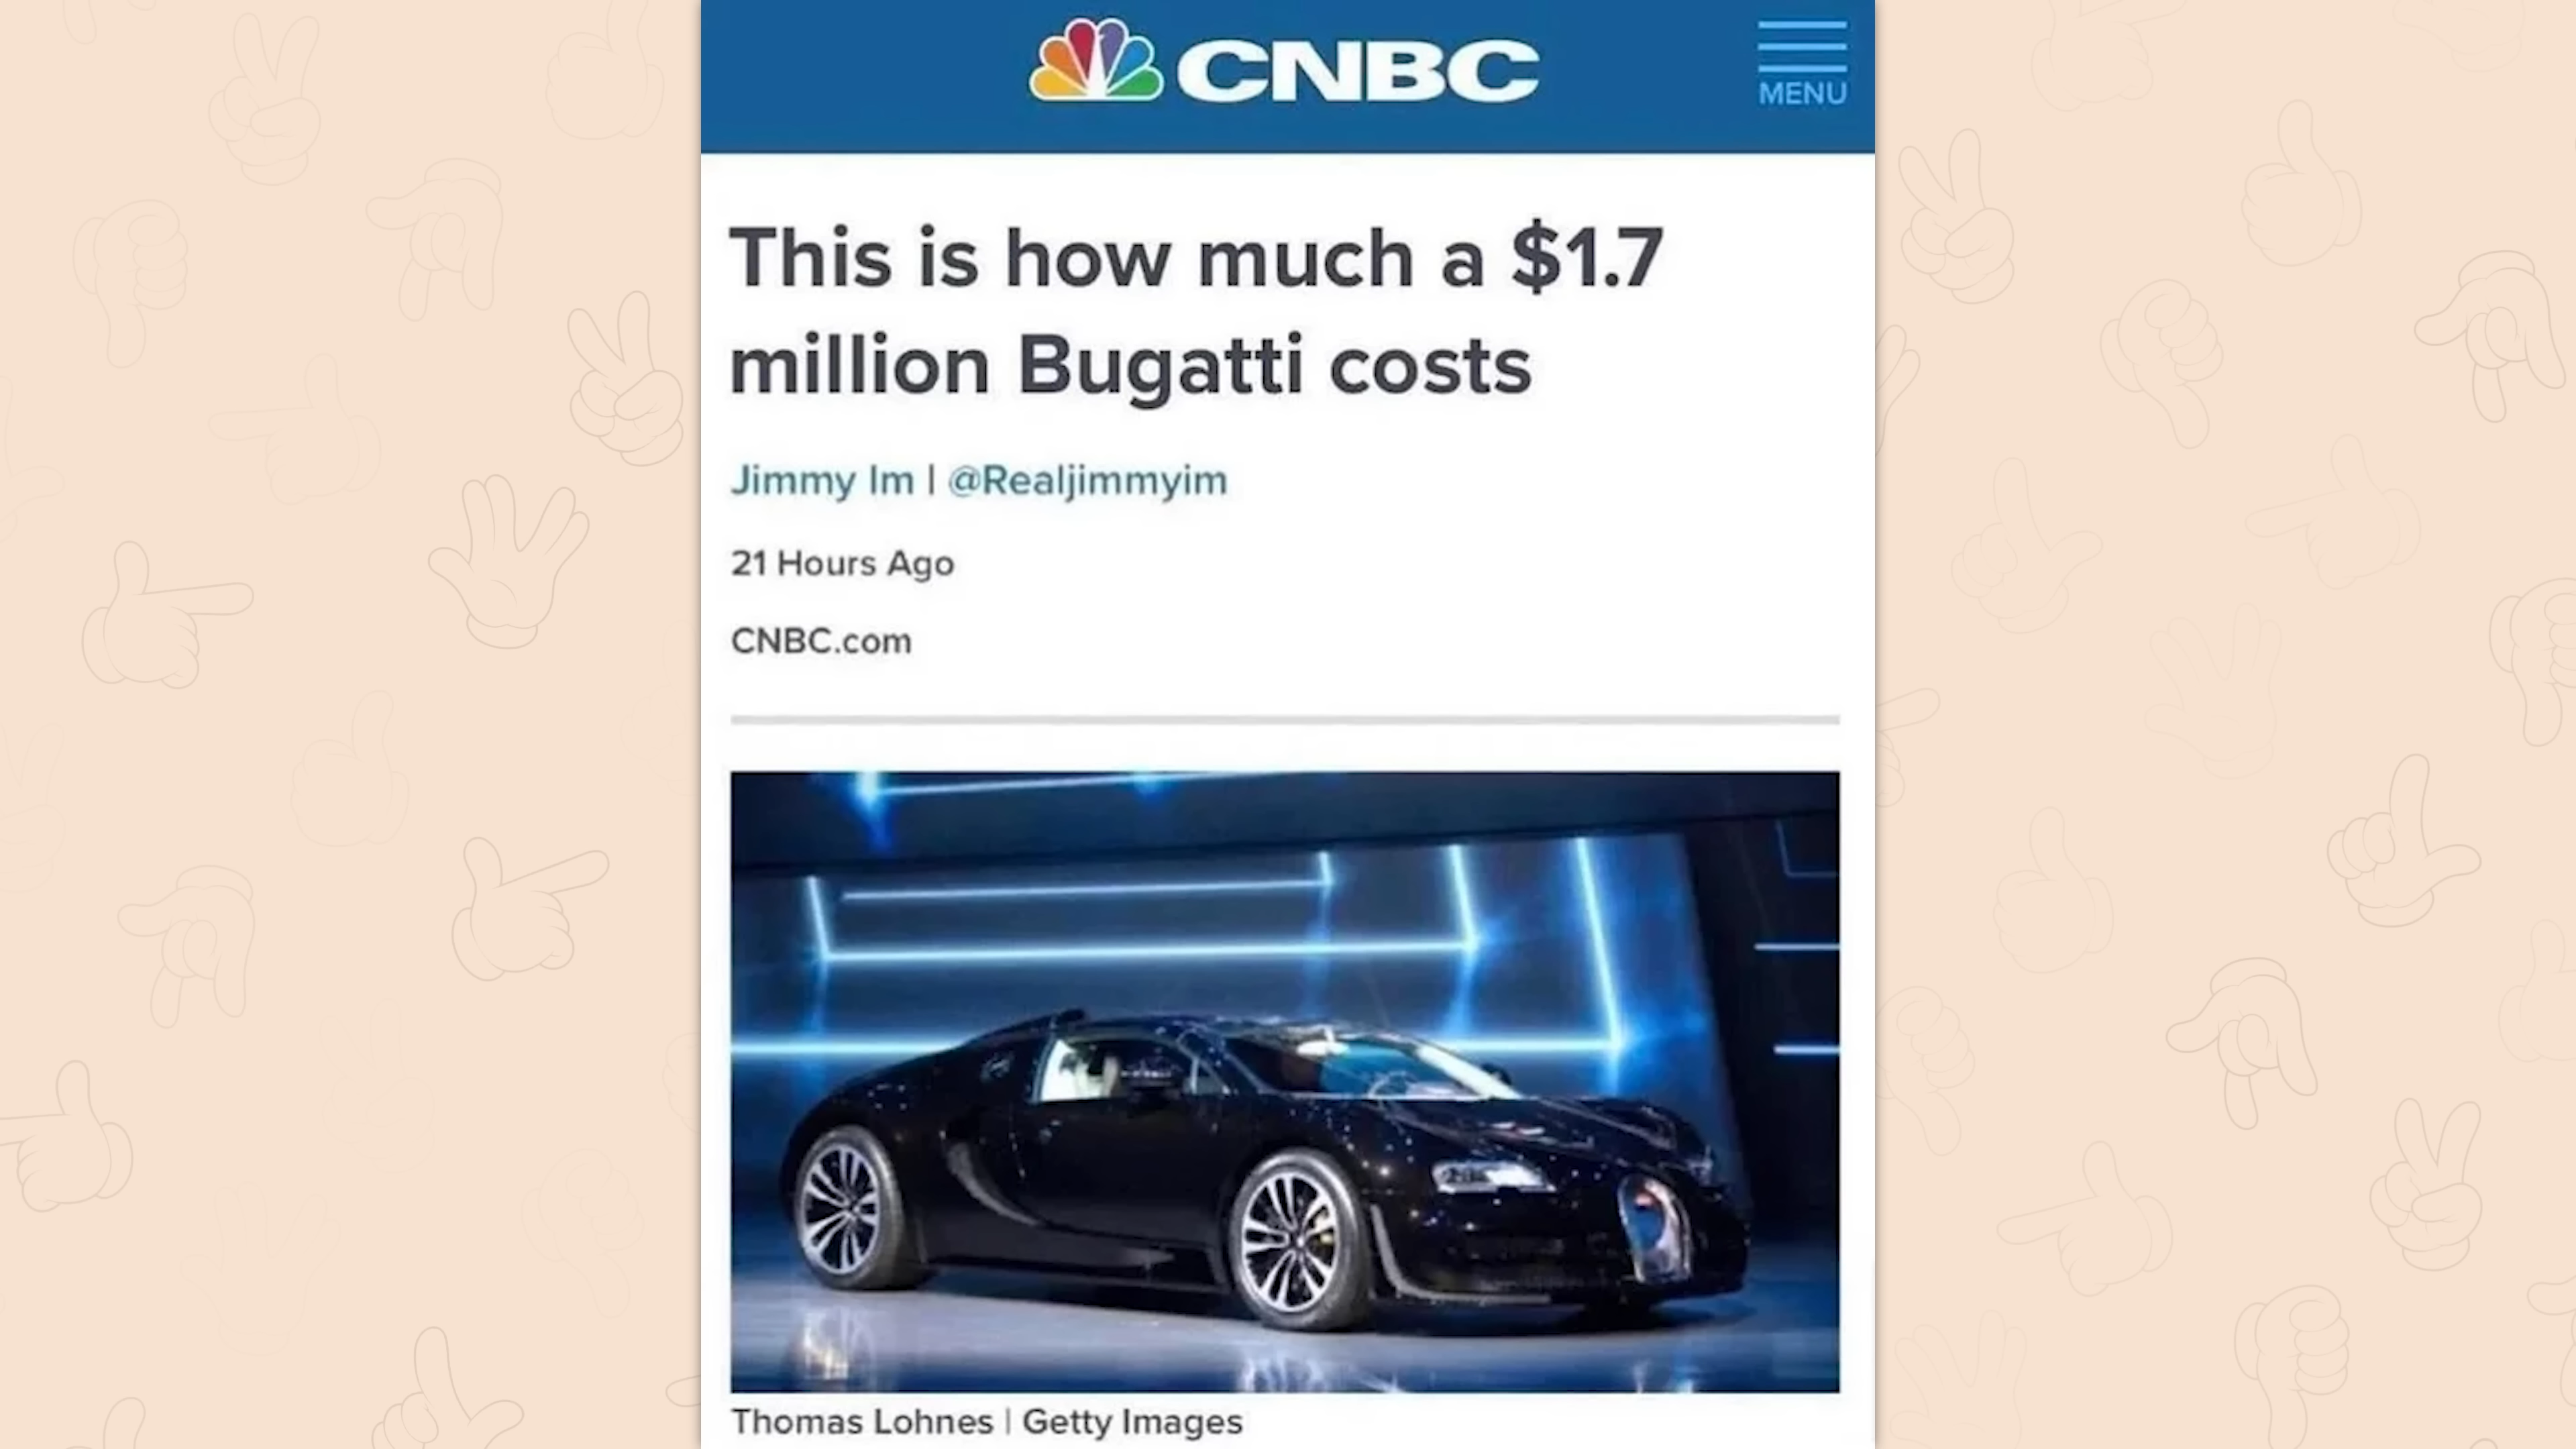 CNBC
MENU
This is how much a $1.7
million Bugatti costs
Jimmy Im | @Realjimmyim
21 Hours Ago
CNBC.com
Thomas Lohnes | Getty Images